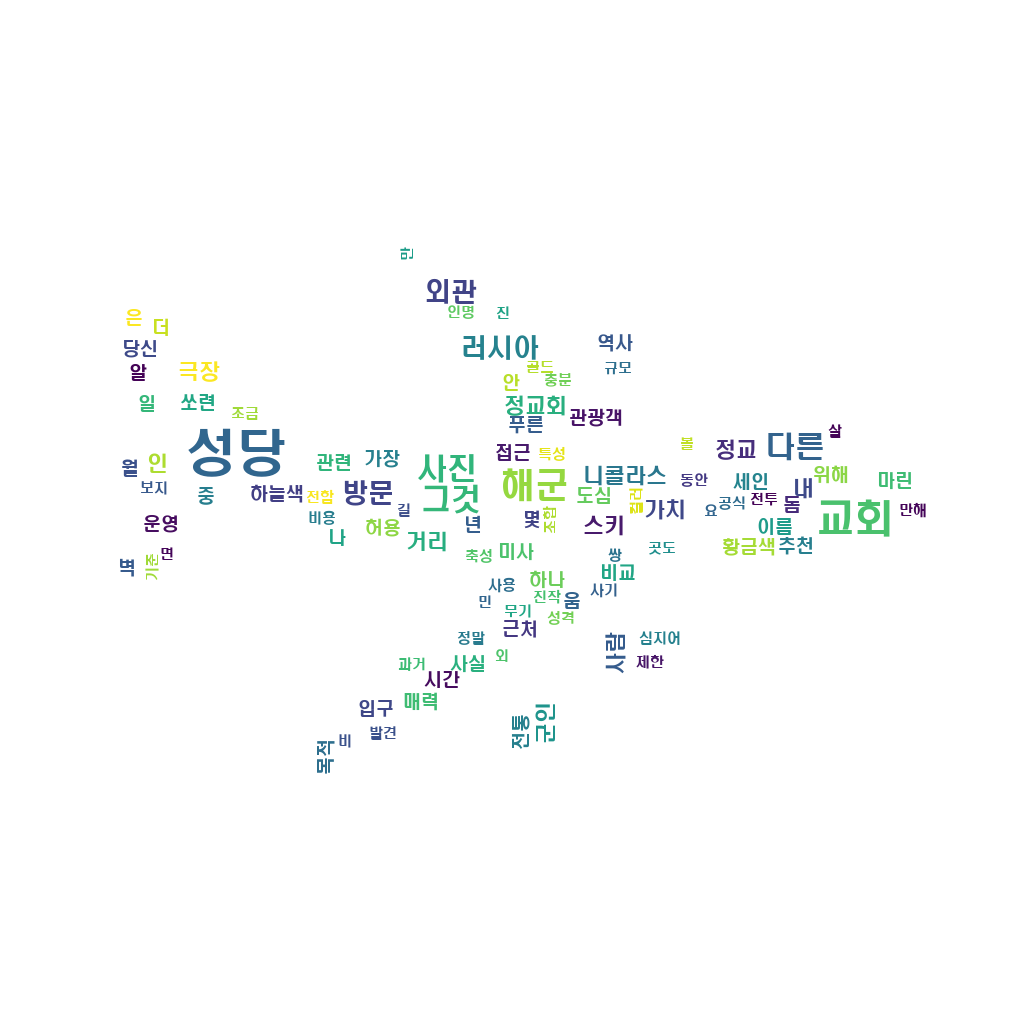 만
외관
인명
진
은
더
러시아
역사
당신
알
극장
골드
규모
충분
안
일
쏘련
조금
정교회
관광객
푸른
살
성당
다른
볼
정교
접근
특성
가장
관련
사진
해군
니콜라스
월
인
위해
마린
동안
세인
보지
중
하늘색
전함
방문
그것
도심
내
길
가치
전투
공식
돔
요
만해
교회
비용
운영
년
몇
조합
스키
이름
나
허용
거리
황금색
추천
면
벽
기준
축성
미사
쌍
곳도
비교
하나
사용
사기
진작
움
민
무기
성격
근처
정말
심지어
사람
외
과거
사실
제한
시간
매력
입구
군인
전통
발견
비
목적